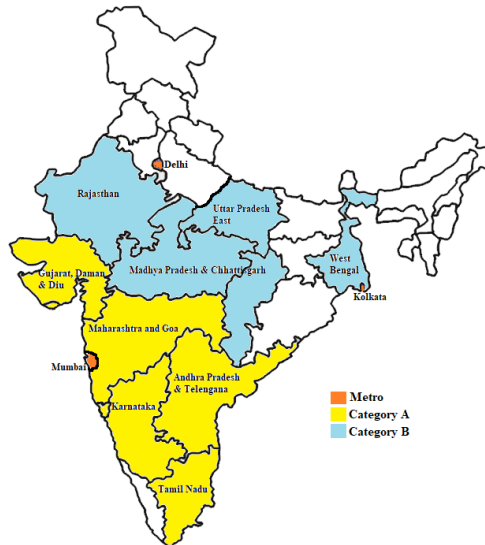 Delhi
Rajasthan
Uttar Pradesh
East
Gujarat, Daman
& Diu
Madhya Pradesh & Chhattisgarh
West
Bengal
Kolkata
Maharashtra and Goa
Mumbai
Andhra Pradesh
& Telengana
Karnataka
Tamil Nadu
Metro
Category A
Category B